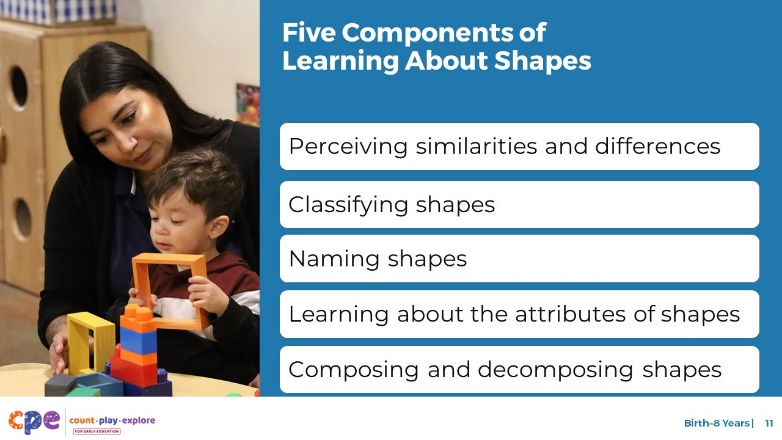 Five Components of
Learning About Shapes
Perceiving similarities and differences
Classifying shapes
Naming shapes
Learning about the attributes of shapes
Composing and decomposing shapes
cpe
count·play·explore
FOR EARLY EDUCATION
Birth–8 Years | 11